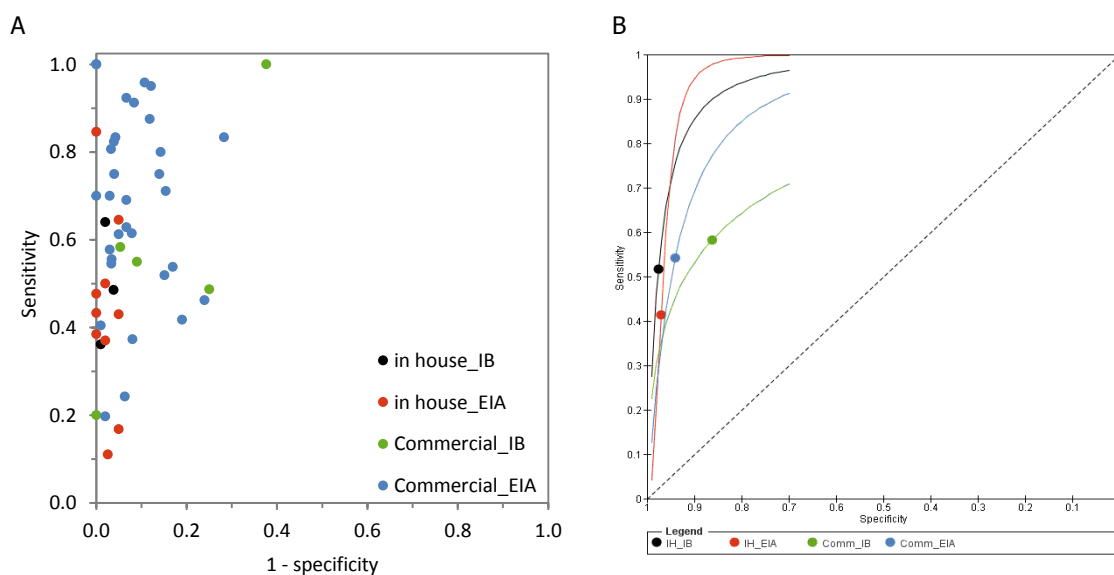 A
B
1.0
0.8
0.6
0.4
0.2
0.0
Sensitivity
in house_IB
in house_EIA
Commercial_IB
Commercial_EIA
0.0 0.2 0.4 0.6 0.8 1.0
1 - specificity
1
0.9
0.8
0.7
0.6
0.5
0.4
0.3
0.2
0.1
0
Sensitivity
1 0.9 0.8 0.7 0.6 0.5 0.4 0.3 0.2 0.1 0
Specificity
Legend
IH_IB IH_EIA Comm_IB Comm_EIA